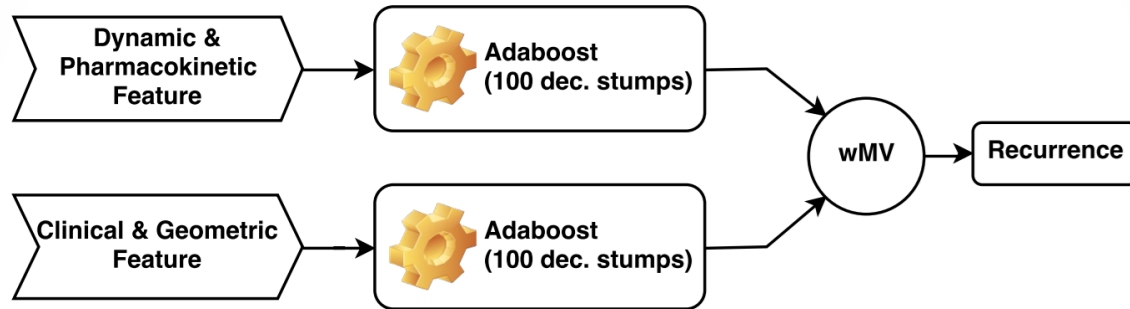 Dynamic &
Pharmacokinetic
Feature
Adaboost
(100 dec. stumps)
Clinical & Geometric
Feature
Adaboost
(100 dec. stumps)
wMV
Recurrence